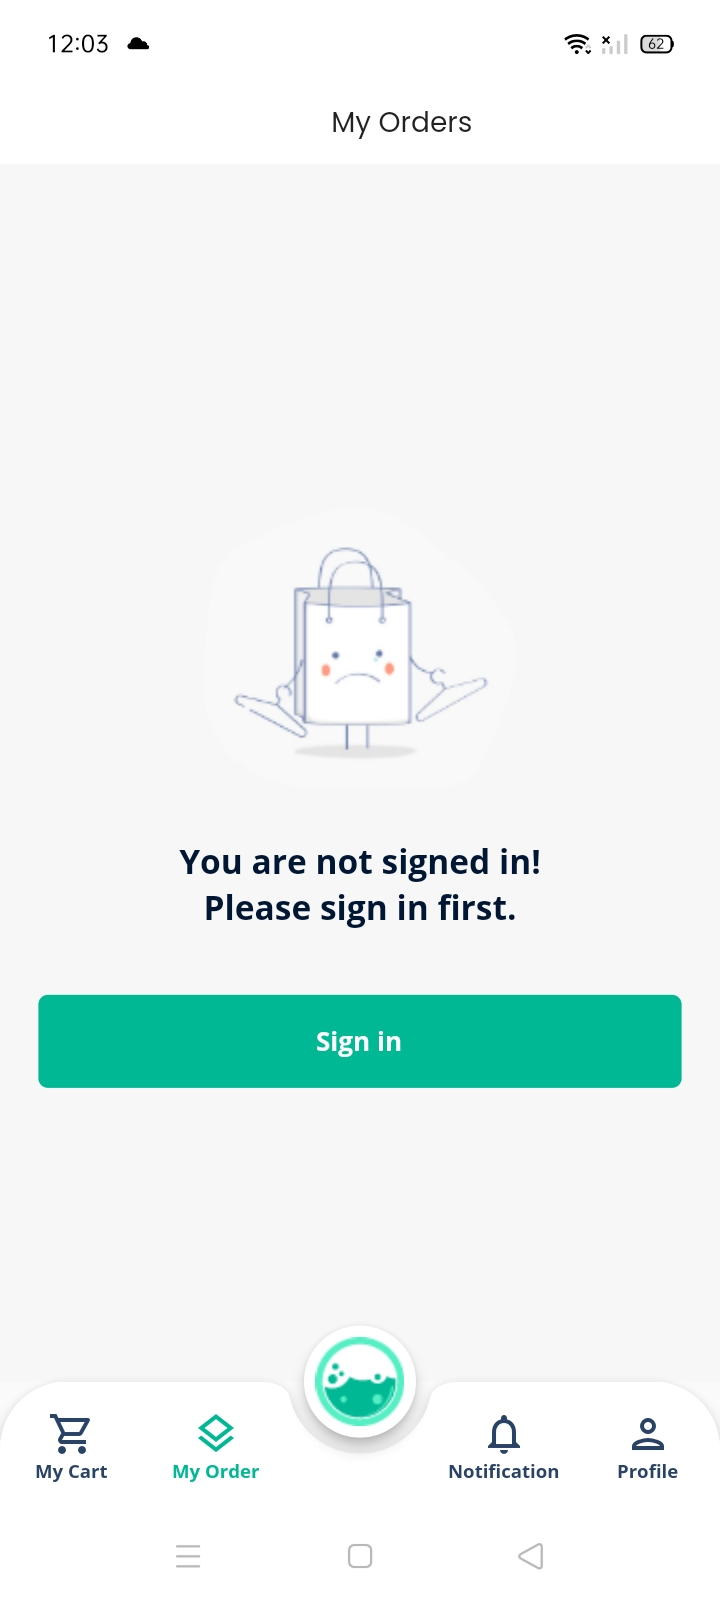 12:03
62
My Orders
You are not signed in!
Please sign in first.
Sign in
My Cart
My Order
Notification
Profile